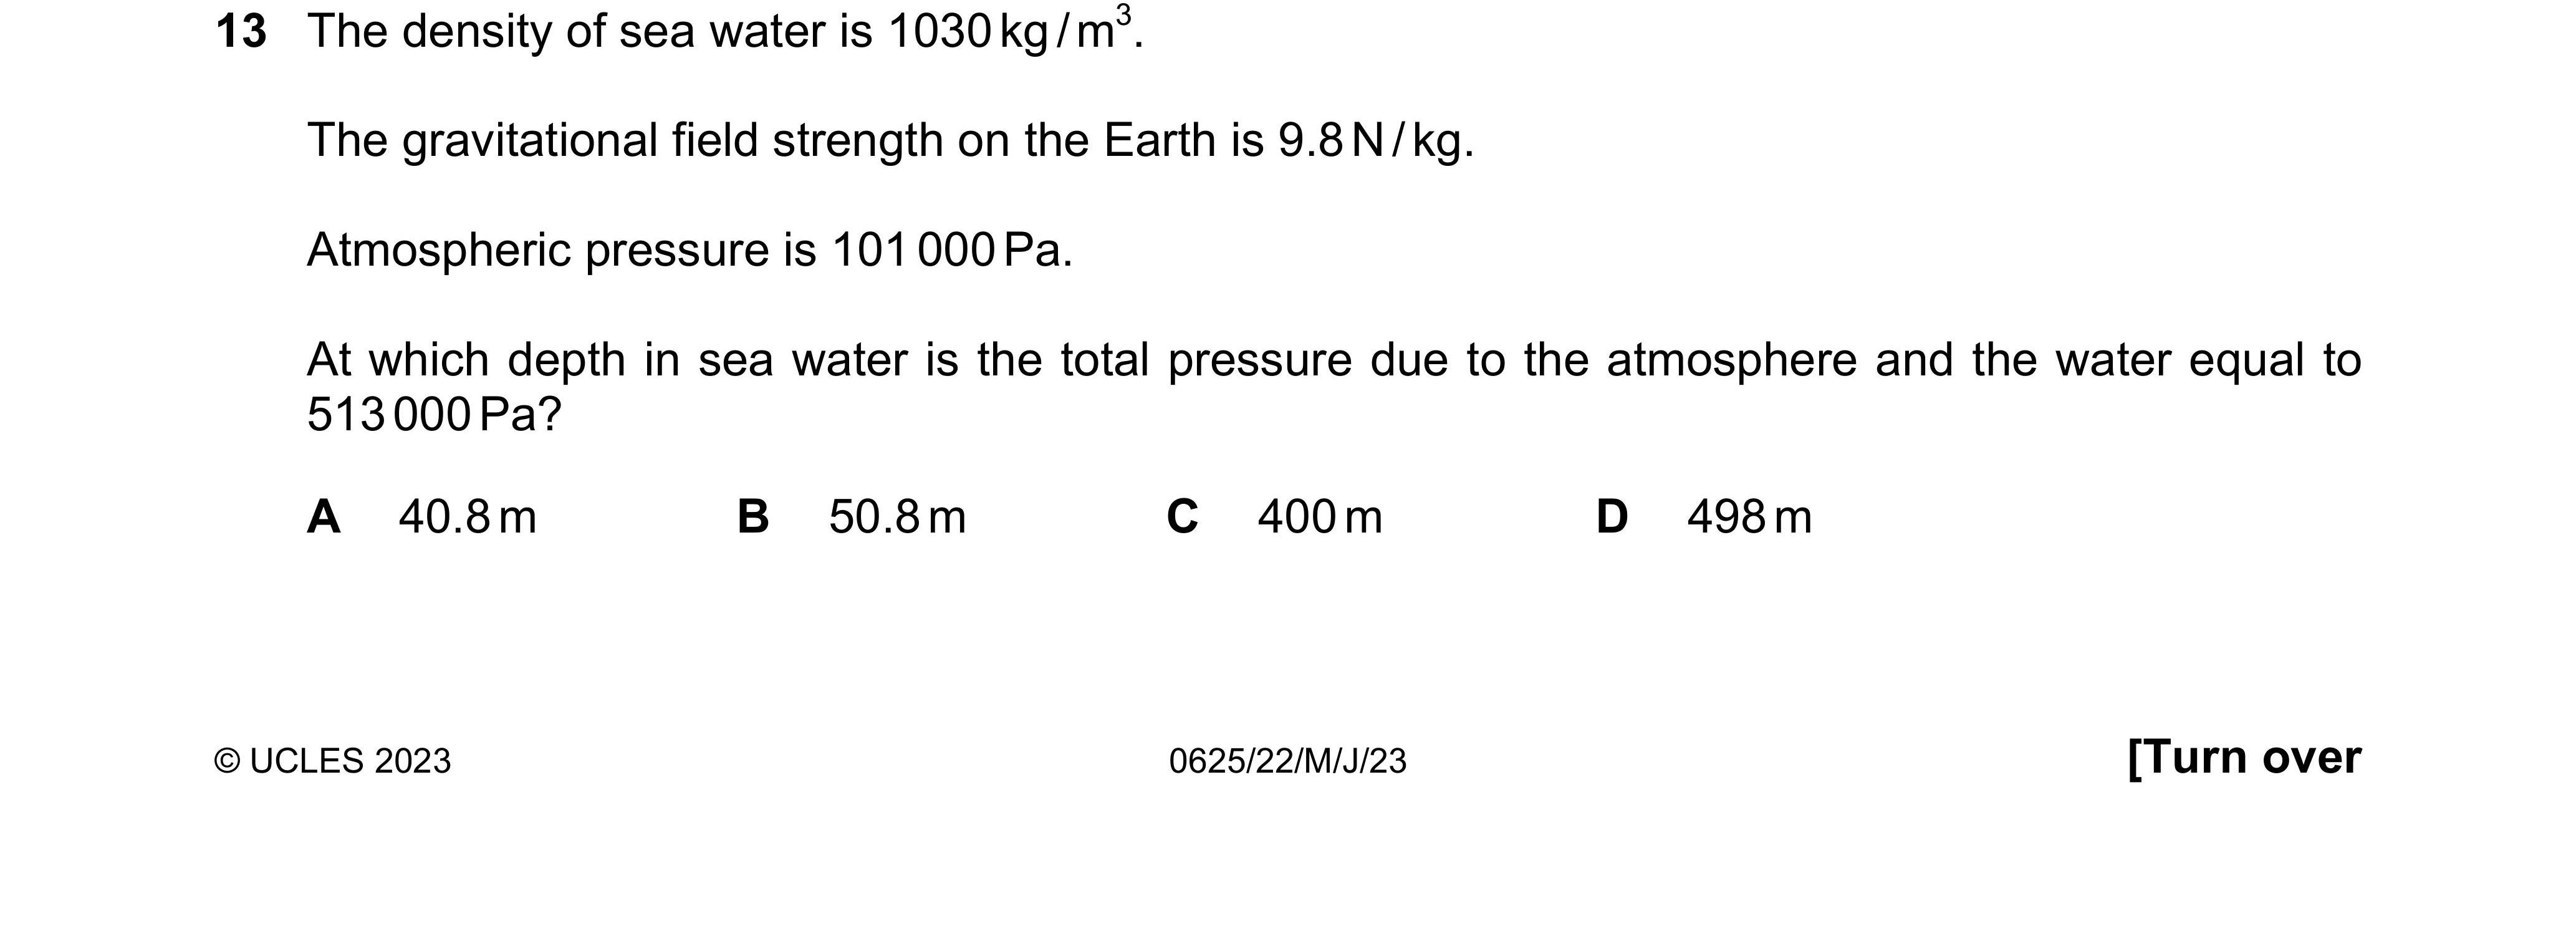 13 The density of sea water is 1030 kg / m³.
The gravitational field strength on the Earth is 9.8 N / kg.
Atmospheric pressure is 101 000 Pa.
At which depth in sea water is the total pressure due to the atmosphere and the water equal to
513 000 Pa?
A 40.8 m B 50.8 m C 400 m D 498 m
© UCLES 2023 0625/22/M/J/23 [Turn over